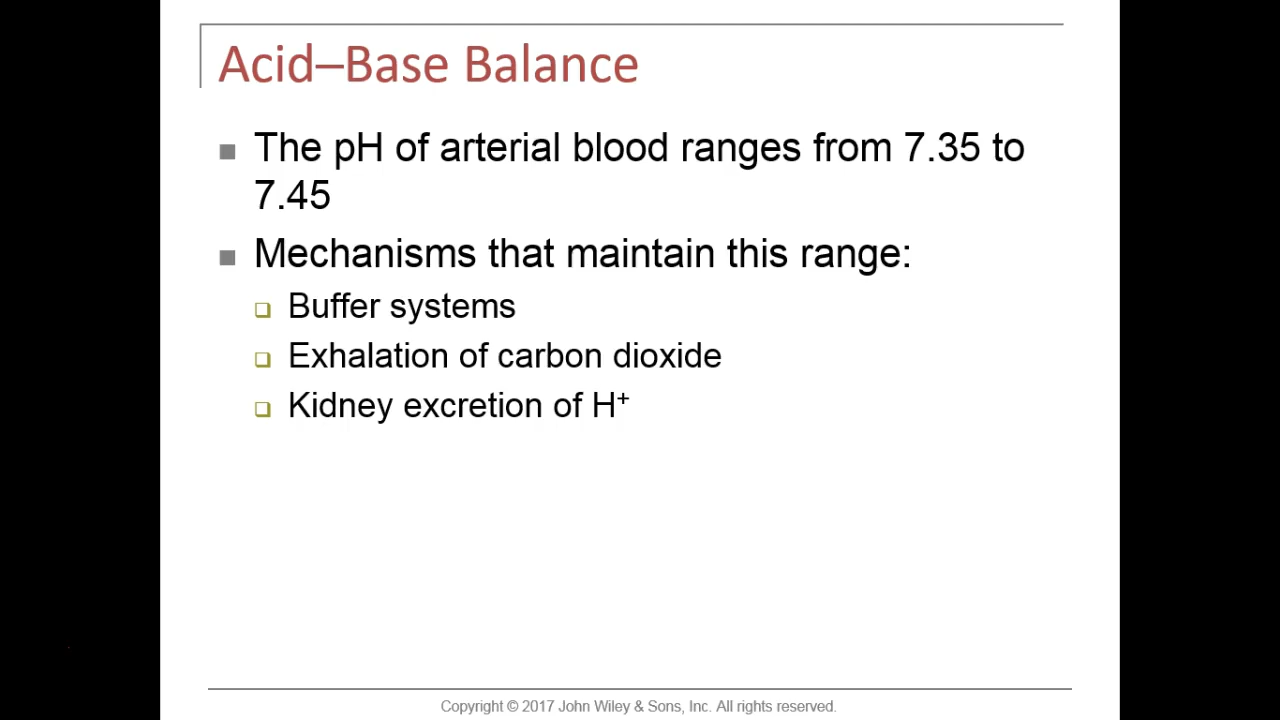 Acid–Base Balance
■ The pH of arterial blood ranges from 7.35 to
7.45
■ Mechanisms that maintain this range:
❑ Buffer systems
❑ Exhalation of carbon dioxide
❑ Kidney excretion of H⁺
Copyright © 2017 John Wiley & Sons, Inc. All rights reserved.